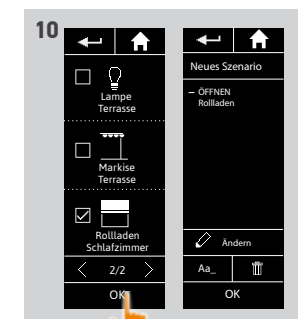 10
Lampe
Terrasse
Markise
Terrasse
Rollladen
Schlafzimmer
2/2
OK
Neues Szenario
– ÖFFNEN
Rollladen
Ändern
Aa_
OK